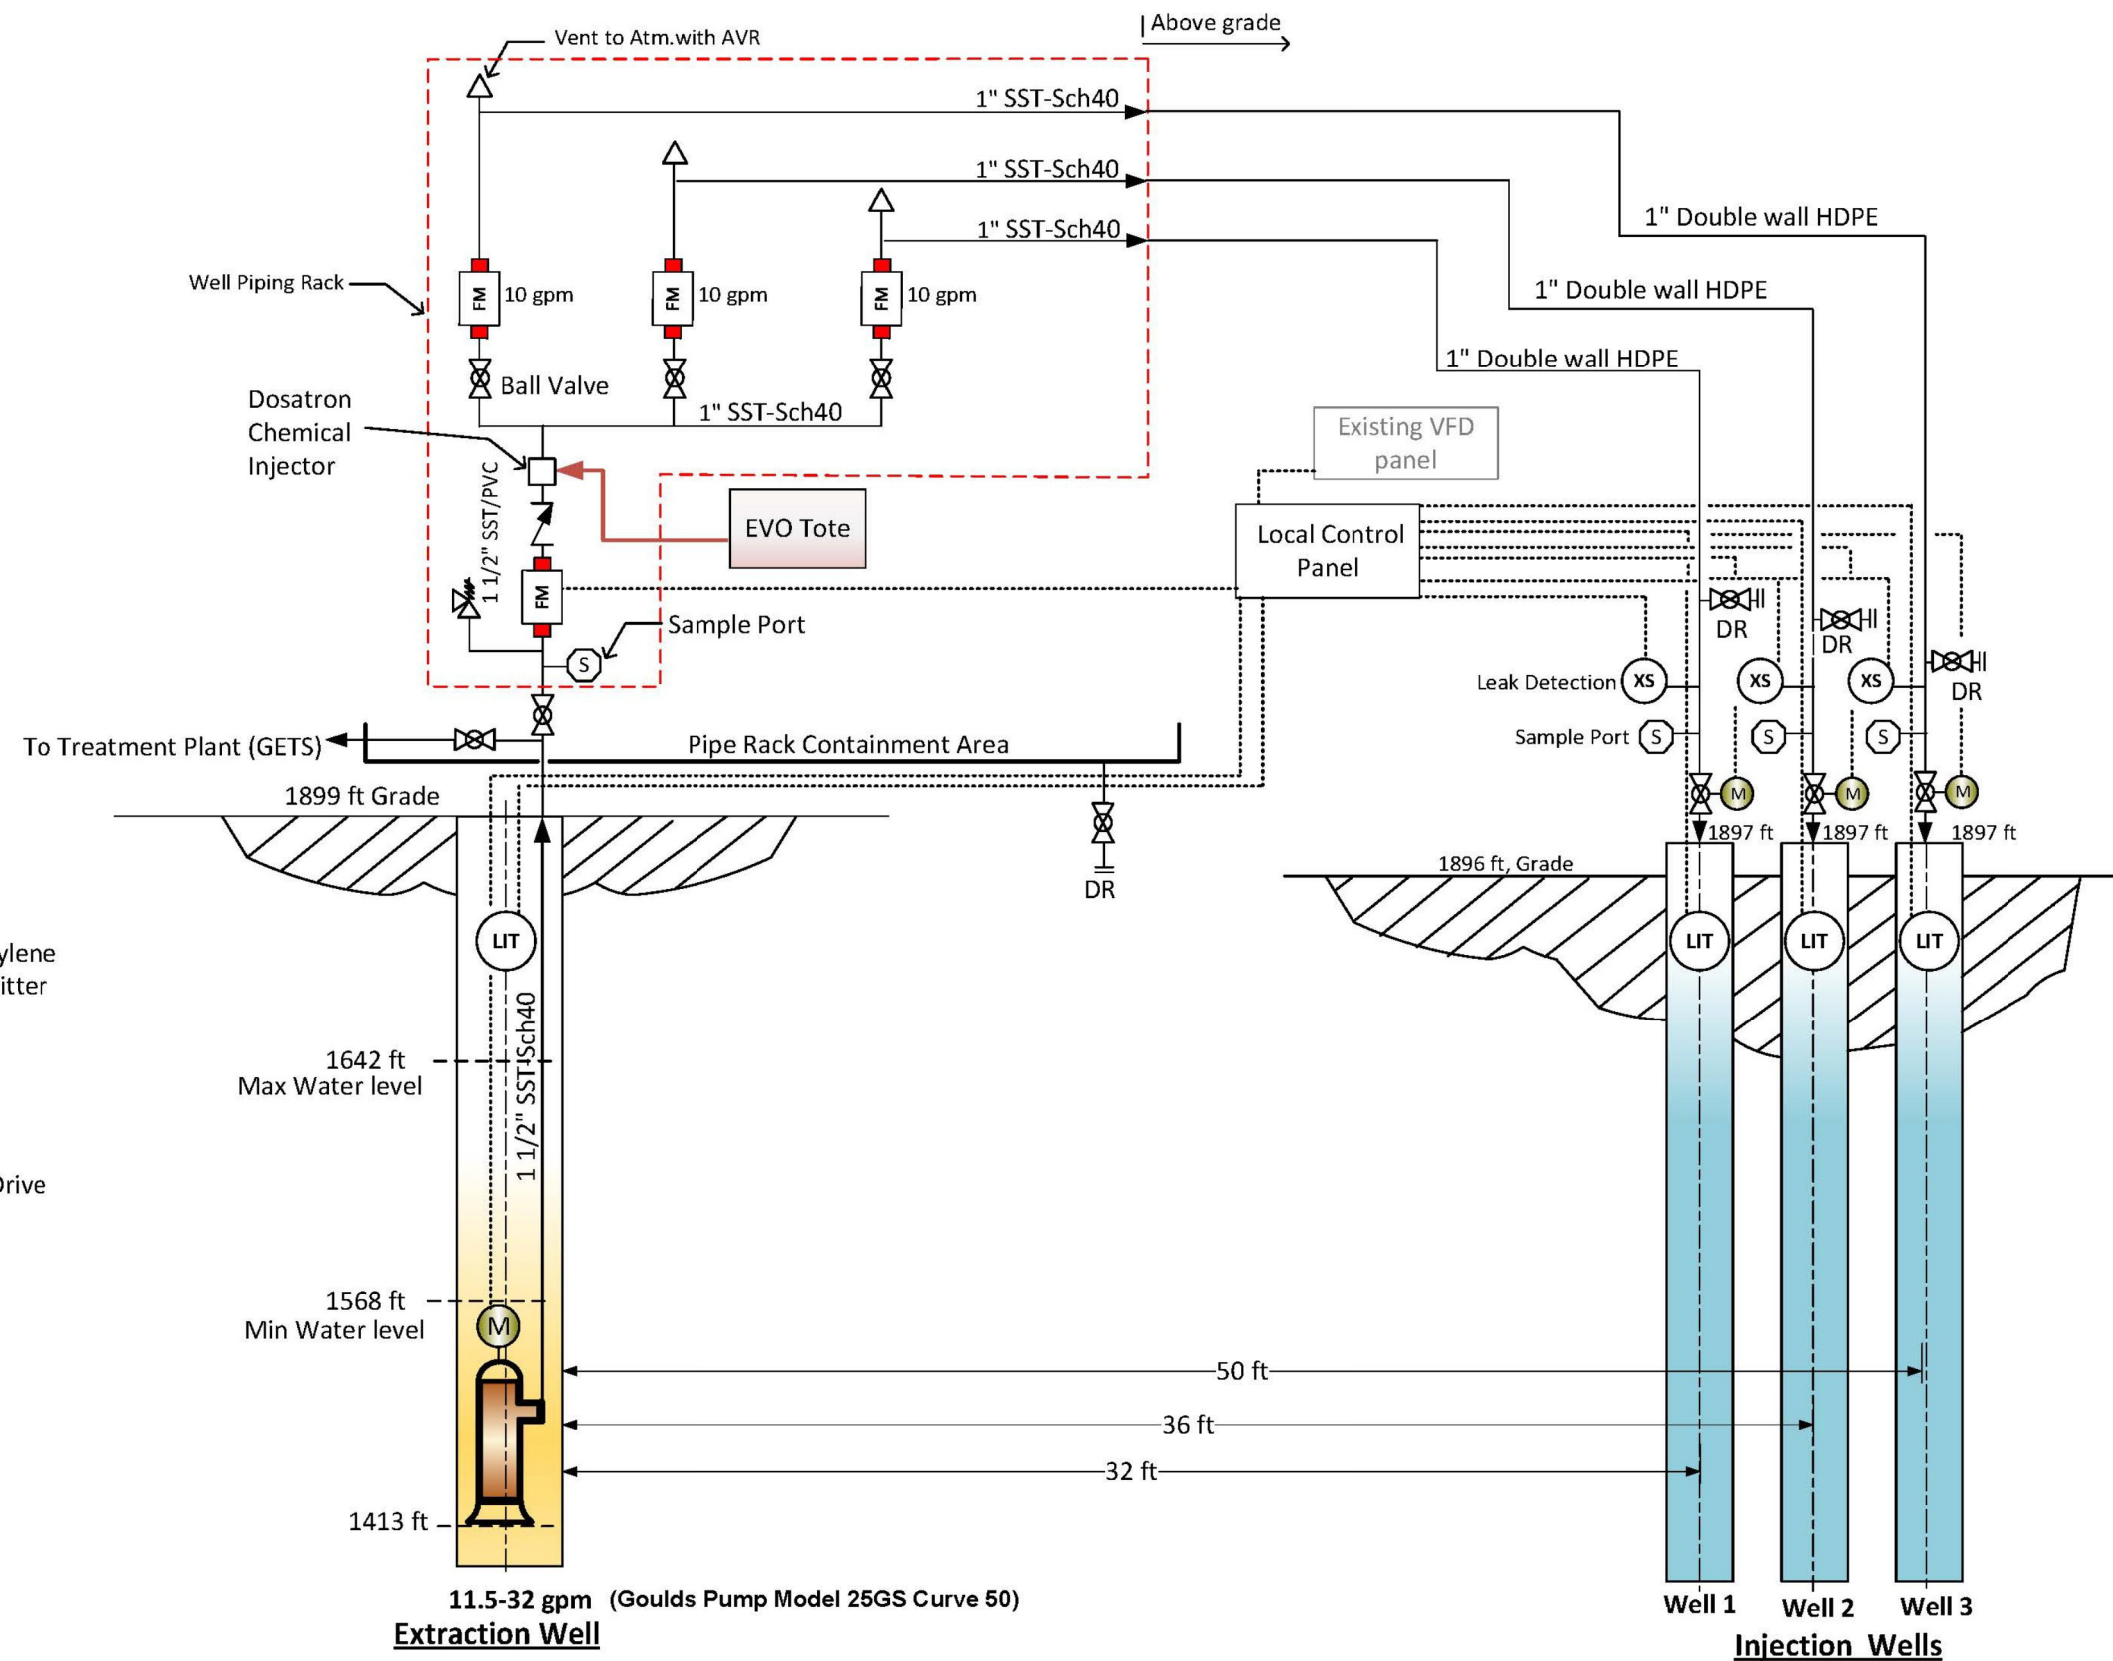 Vent to Atm.with AVR
Above grade
1" SST-Sch40
1" SST-Sch40
1" SST-Sch40
1" Double wall HDPE
1" Double wall HDPE
1" Double wall HDPE
Well Piping Rack
FM
10 gpm
FM
10 gpm
FM
10 gpm
Ball Valve
1" SST-Sch40
Dosatron
Chemical
Injector
1 1/2" SST/PVC
EVO Tote
FM
Sample Port
S
Existing VFD
panel
Local Control
Panel
DR
DR
DR
Leak Detection
XS
XS
XS
Sample Port
S
S
S
M
M
M
To Treatment Plant (GETS)
Pipe Rack Containment Area
DR
1899 ft Grade
1897 ft
1897 ft
1897 ft
1896 ft, Grade
LIT
LIT
LIT
LIT
ylene
itter
1 1/2" SST-Sch40
1642 ft
Max Water level
Drive
1568 ft
Min Water level
M
50 ft
36 ft
32 ft
1413 ft
11.5-32 gpm (Goulds Pump Model 25GS Curve 50)
Extraction Well
Well 1
Well 2
Well 3
Injection Wells